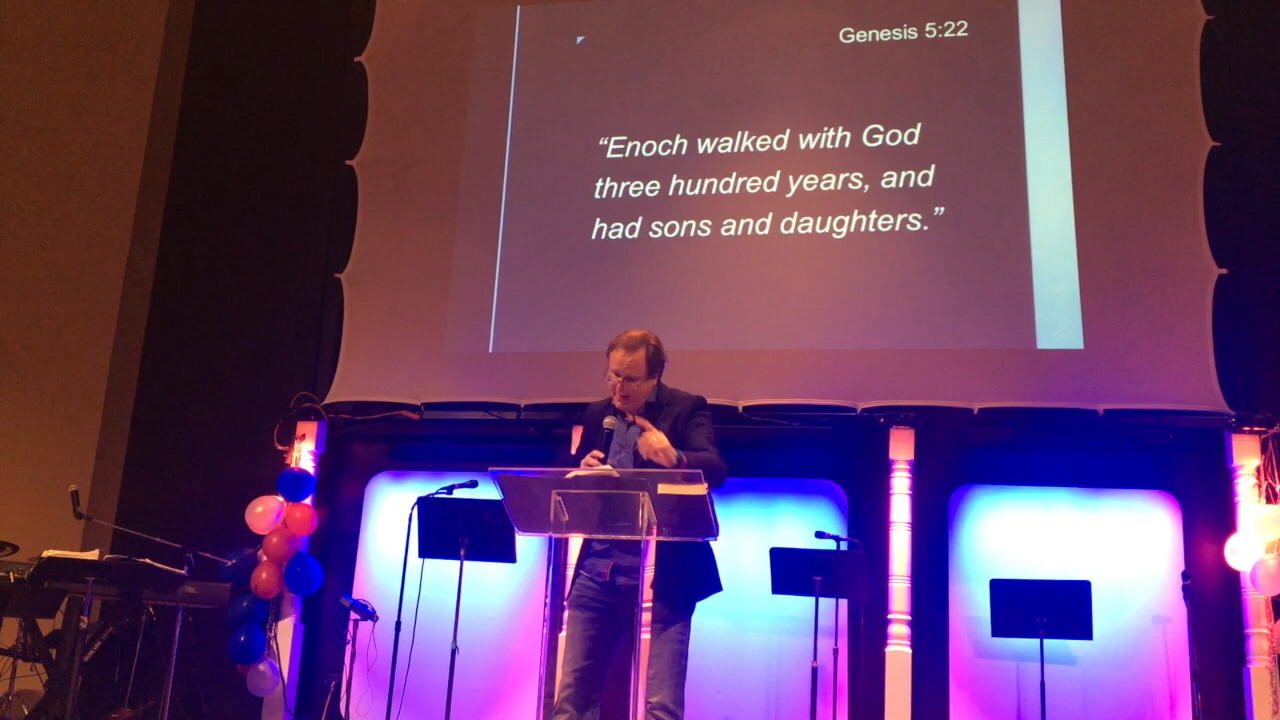 Genesis 5:22
“Enoch walked with God
three hundred years, and
had sons and daughters.”